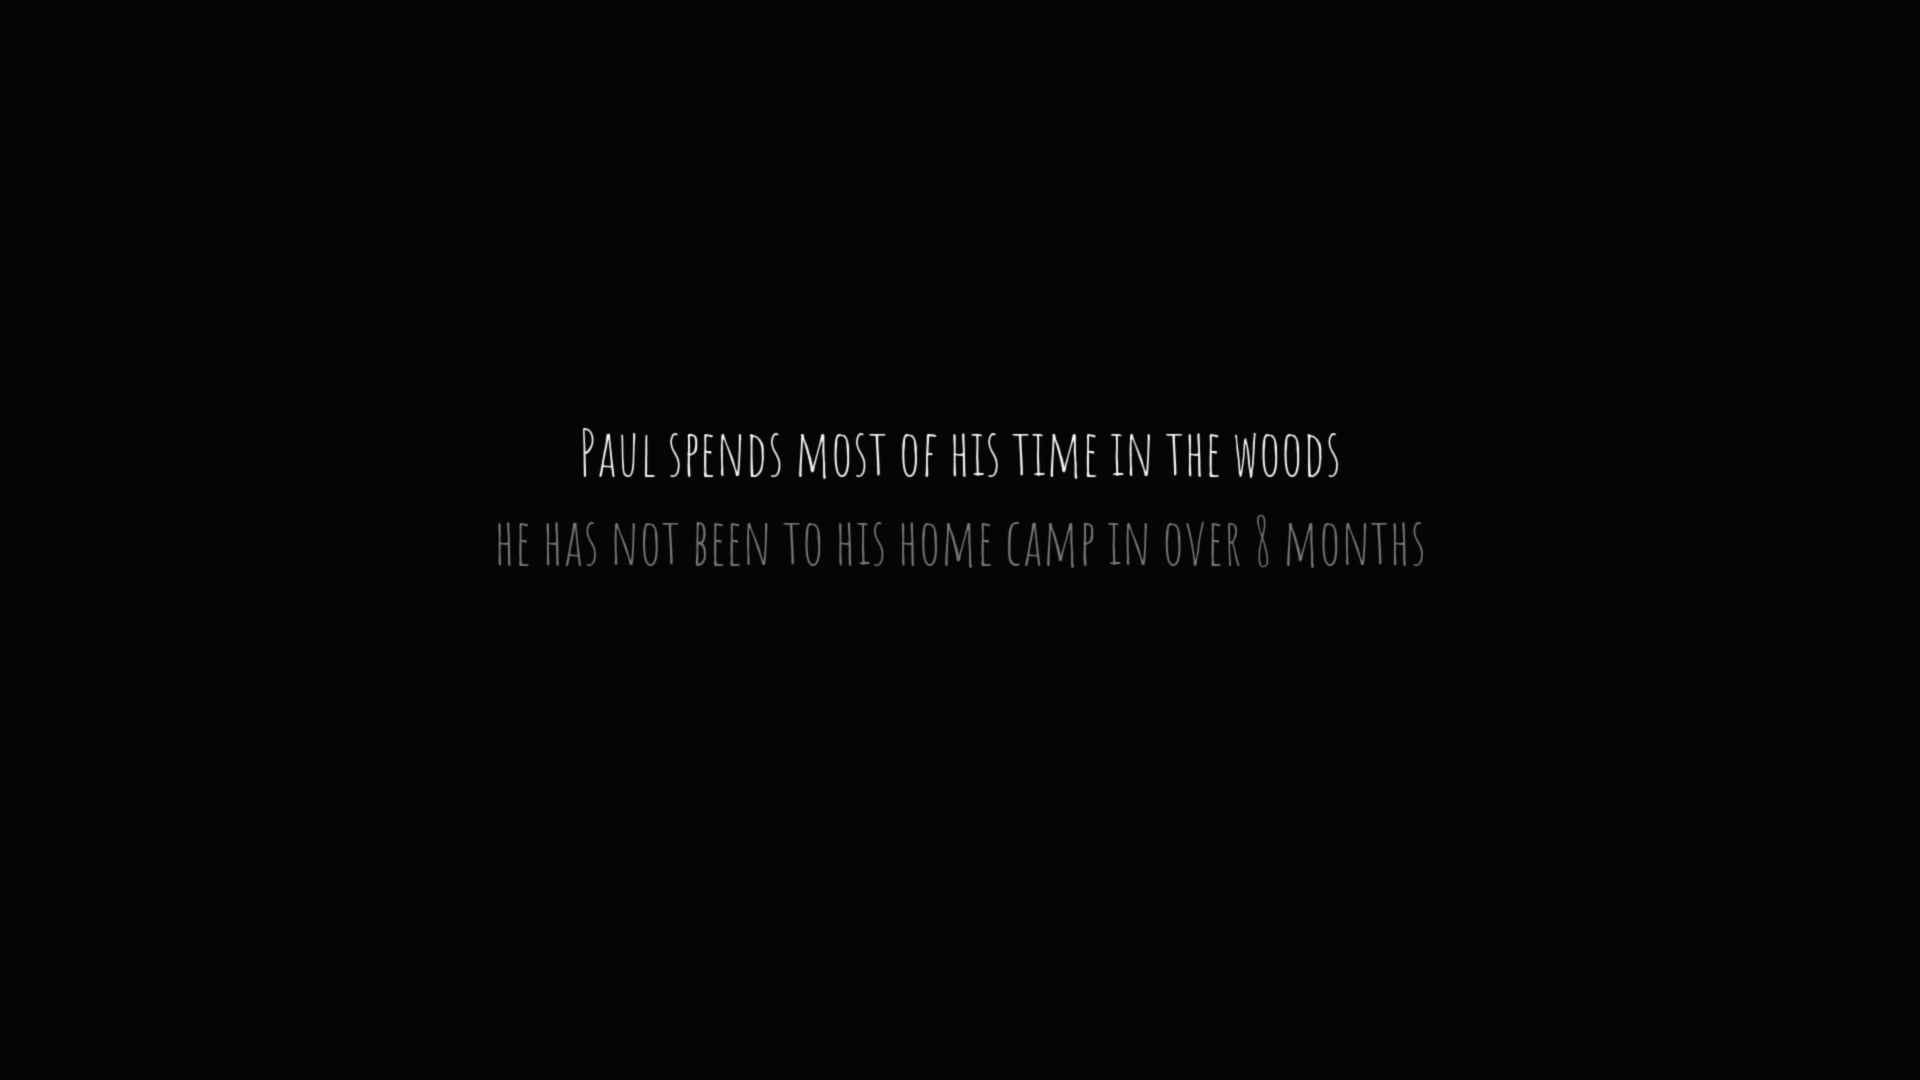 Paul spends most of his time in the woods
he has not been to his home camp in over 8 months